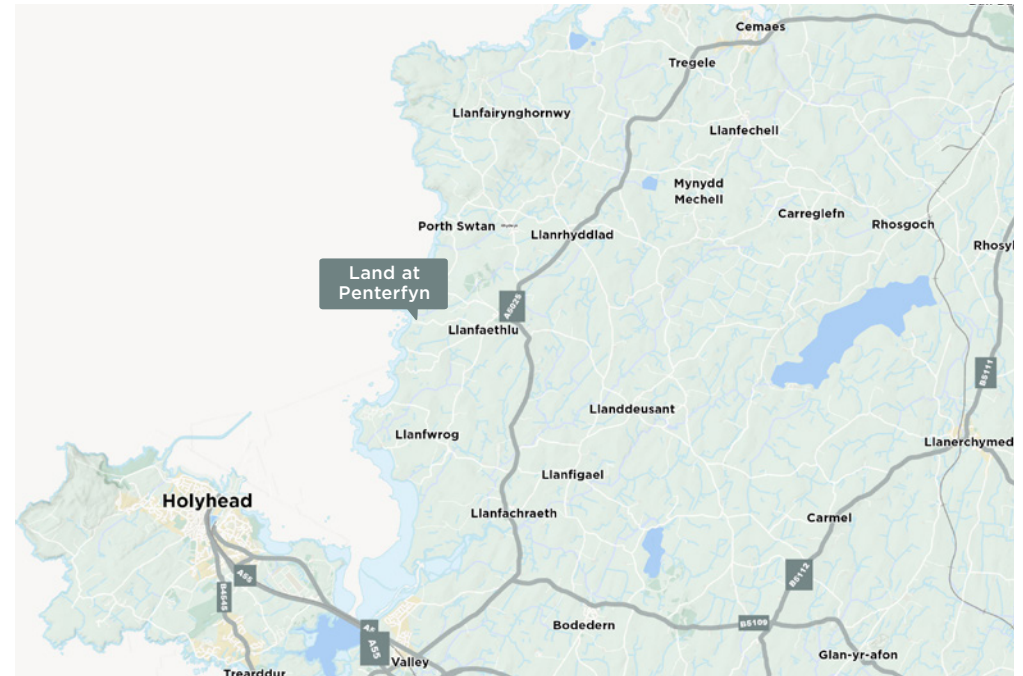 Cemaes
Tregele
Llanfairynghornwy
Llanfechell
Mynydd
Mechell
Carreglefn
Porth Swtan
Rhosgoch
Llanrhyddlad
Land at
Penterfyn
A5025
Llanfaethlu
B5111
Llanddeusant
Llanfwrog
Llanerchymed
Llanfigael
Holyhead
Llanfachraeth
Carmel
A55
B5112
B4545
Bodedern
B5109
A5
A55
Valley
Glan-yr-afon
Trearddur